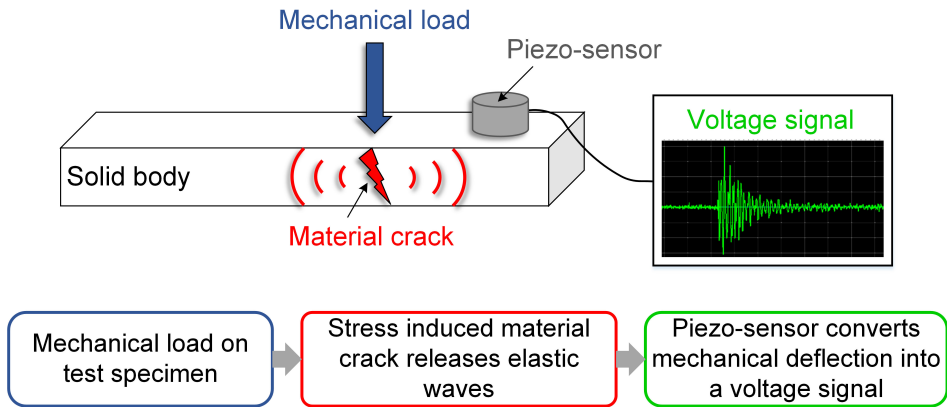 Mechanical load
Piezo-sensor
Voltage signal
Solid body
Material crack
Mechanical load on
test specimen
Stress induced material
crack releases elastic
waves
Piezo-sensor converts
mechanical deflection into
a voltage signal